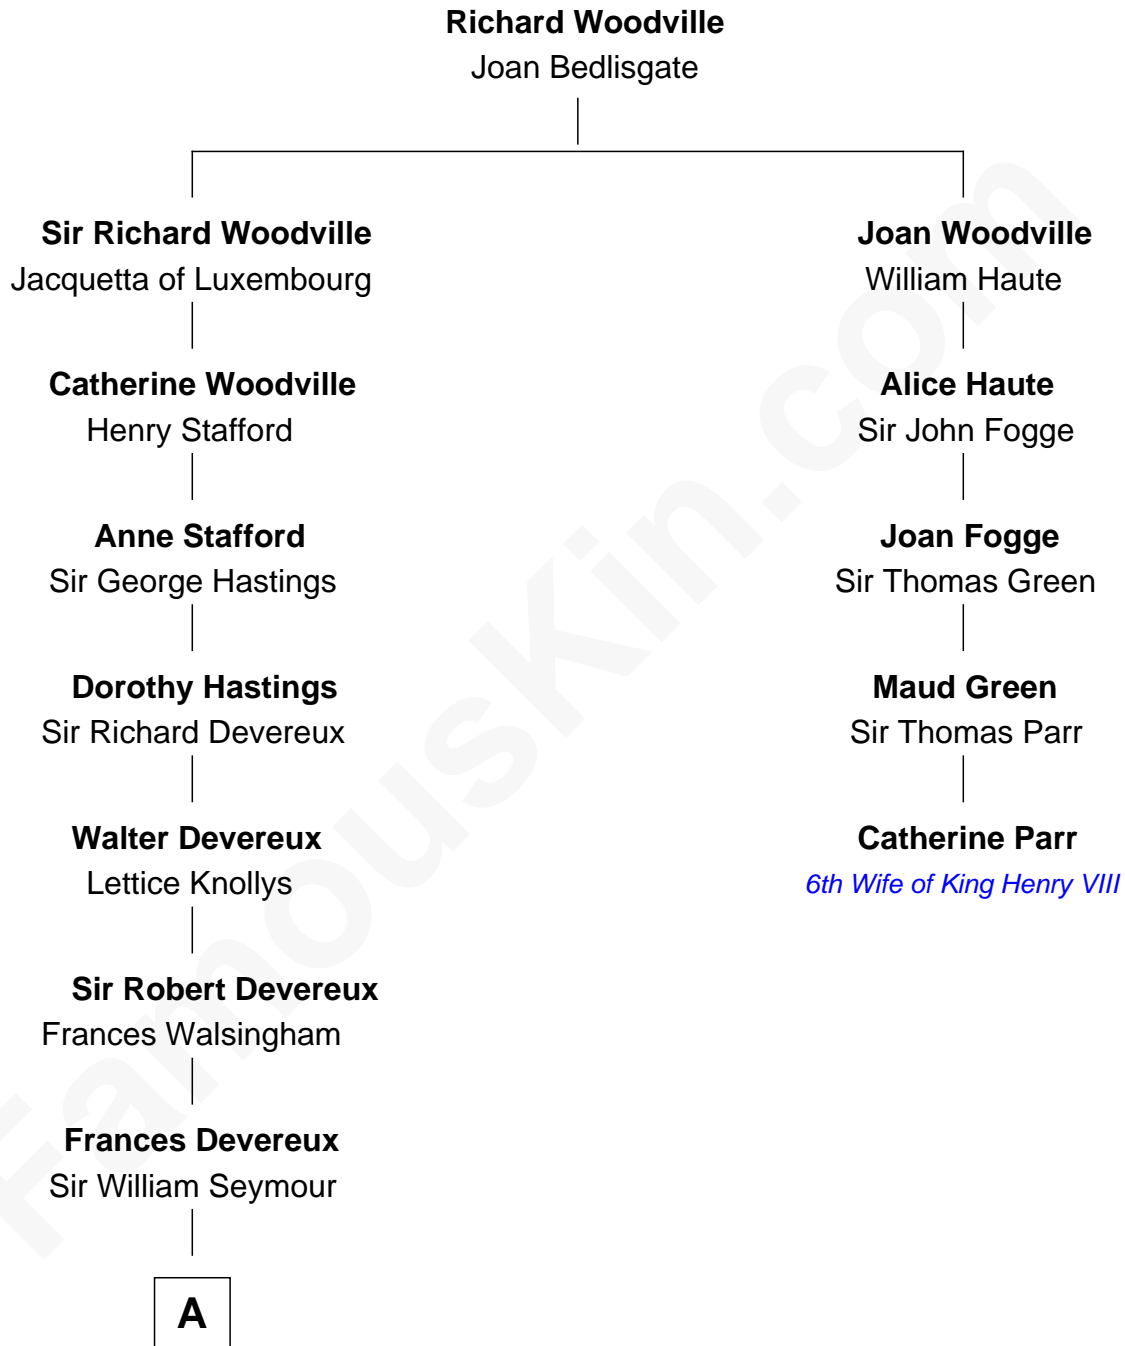 Richard Woodville
Joan Bedlisgate
Sir Richard Woodville
Jacquetta of Luxembourg
Joan Woodville
William Haute
Catherine Woodville
Henry Stafford
Alice Haute
Sir John Fogge
Anne Stafford
Sir George Hastings
Joan Fogge
Sir Thomas Green
Dorothy Hastings
Sir Richard Devereux
Maud Green
Sir Thomas Parr
Walter Devereux
Lettice Knollys
Catherine Parr
6th Wife of King Henry VIII
Sir Robert Devereux
Frances Walsingham
Frances Devereux
Sir William Seymour
A
FamousKin.com